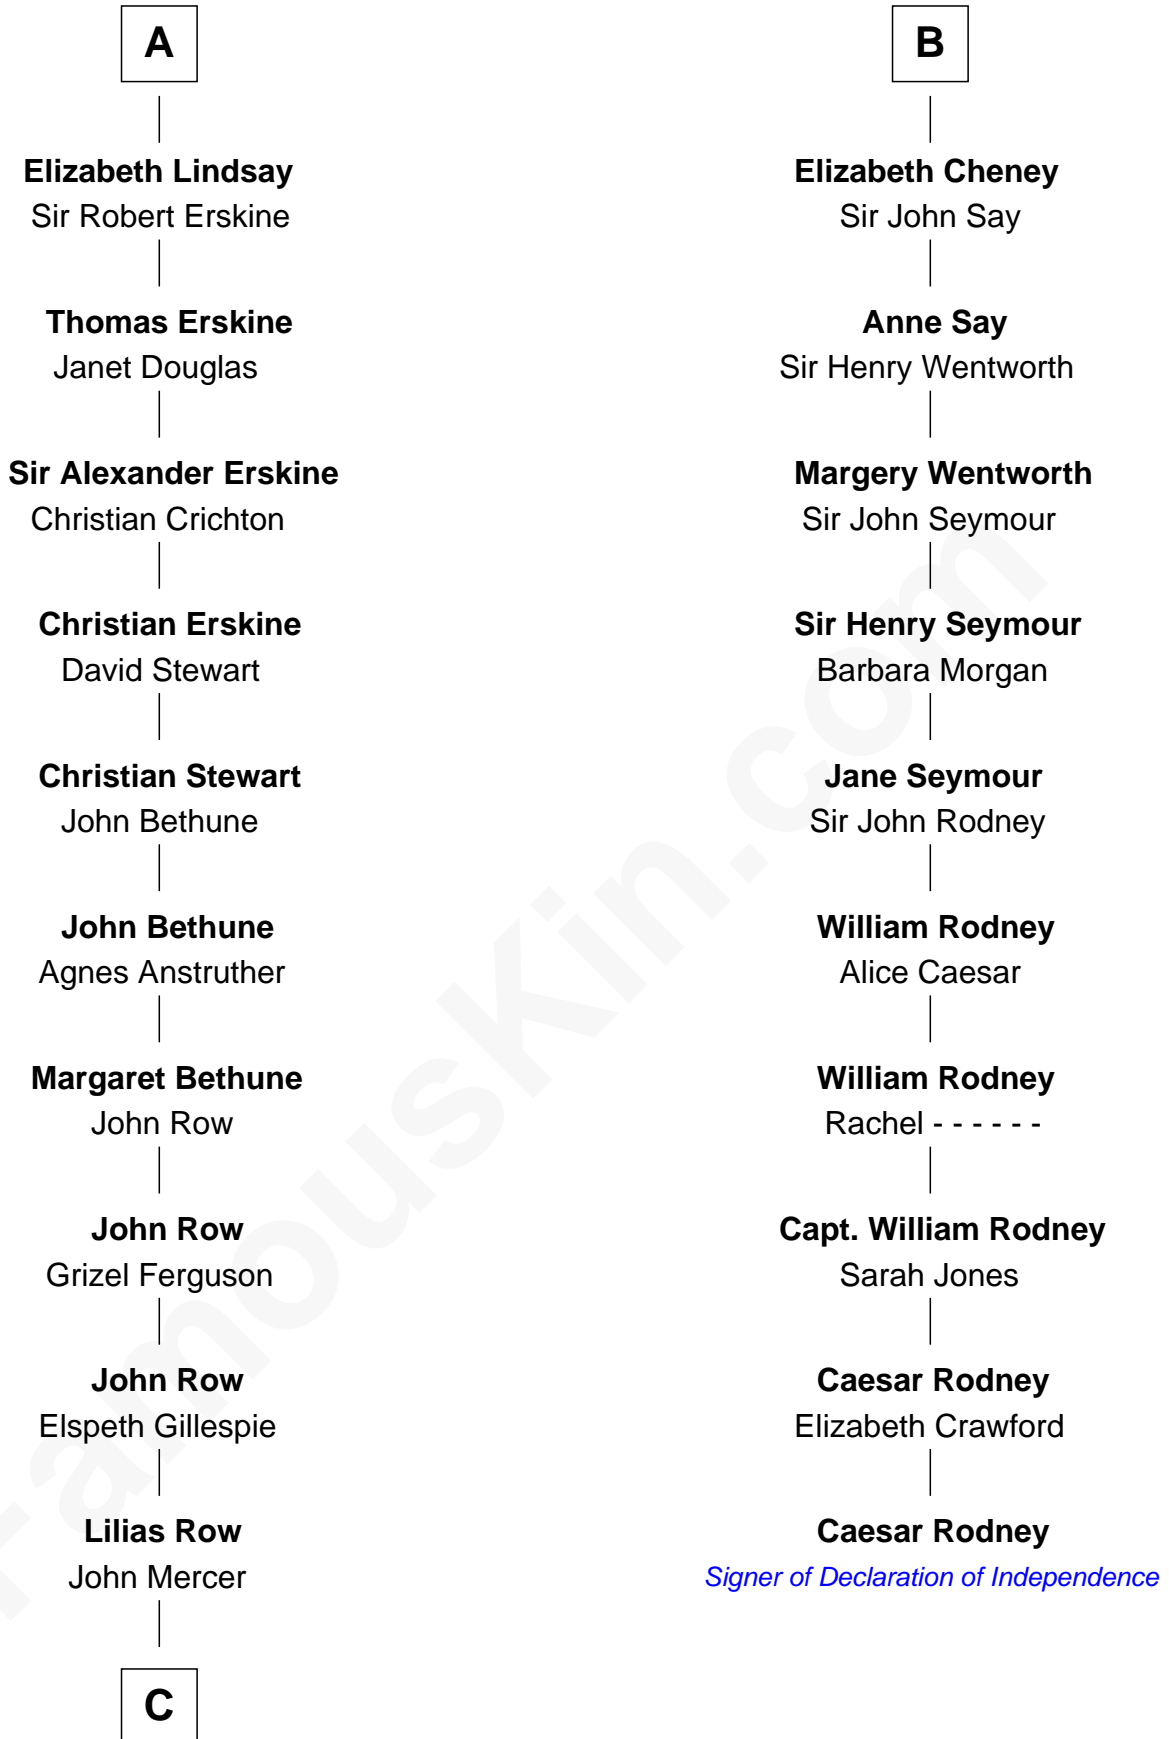 A
Elizabeth Lindsay
Sir Robert Erskine
Thomas Erskine
Janet Douglas
Sir Alexander Erskine
Christian Crichton
Christian Erskine
David Stewart
Christian Stewart
John Bethune
John Bethune
Agnes Anstruther
Margaret Bethune
John Row
John Row
Grizel Ferguson
John Row
Elspeth Gillespie
Lilias Row
John Mercer
C
B
Elizabeth Cheney
Sir John Say
Anne Say
Sir Henry Wentworth
Margery Wentworth
Sir John Seymour
Sir Henry Seymour
Barbara Morgan
Jane Seymour
Sir John Rodney
William Rodney
Alice Caesar
William Rodney
Rachel - - - - - -
Capt. William Rodney
Sarah Jones
Caesar Rodney
Elizabeth Crawford
Caesar Rodney
Signer of Declaration of Independence
FamousKin.com